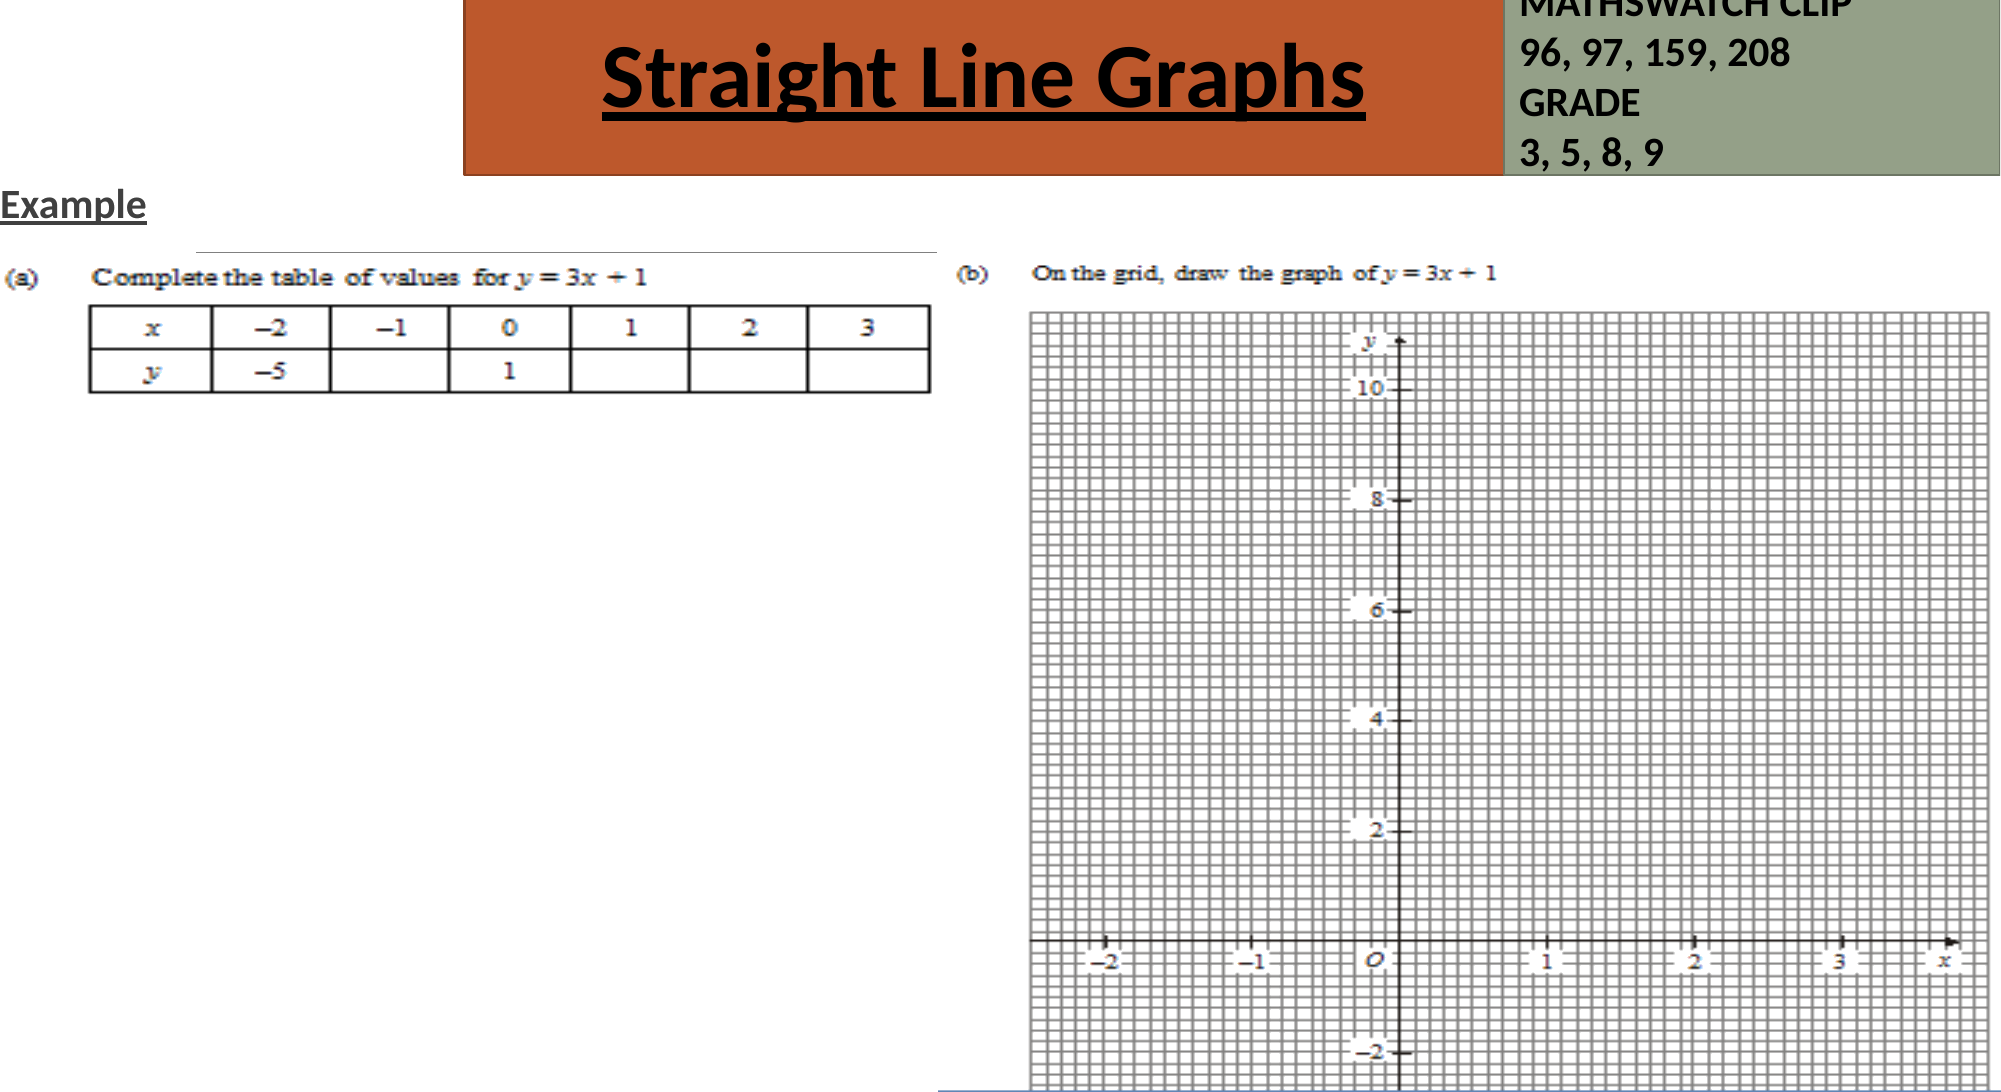 Straight Line Graphs
MATHSWATCH CLIP
96, 97, 159, 208
GRADE
3, 5, 8, 9
Example
(a) Complete the table of values for y = 3x + 1
x –2 –1 0 1 2 3
y –5 1
(b) On the grid, draw the graph of y = 3x + 1
y
10
8
6
4
2
–2 –1 O 1 2 3 x
–2